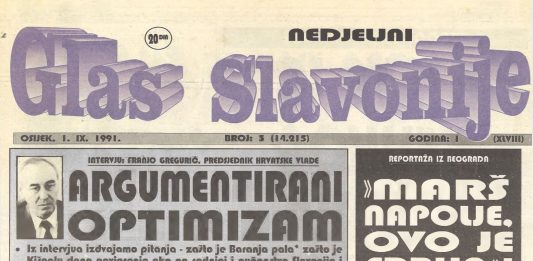 20 DIN
NEDJELJNI
Glas Slavonije
OSIJEK, 1. IX. 1991. BROJ: 3 (14.215) GODINA: 1 (XLVIII)
INTERVJU: FRANJO GREGURIĆ, PREDSJEDNIK HRVATSKE VLADE
ARGUMENTIRANI
OPTIMIZAM
• Iz intervjua izdvajamo pitanja - zašto je Baranja pala* zašto je
REPORTAŽA IZ BEOGRADA
»MARŠ
NAPOLJE,
OVO JE